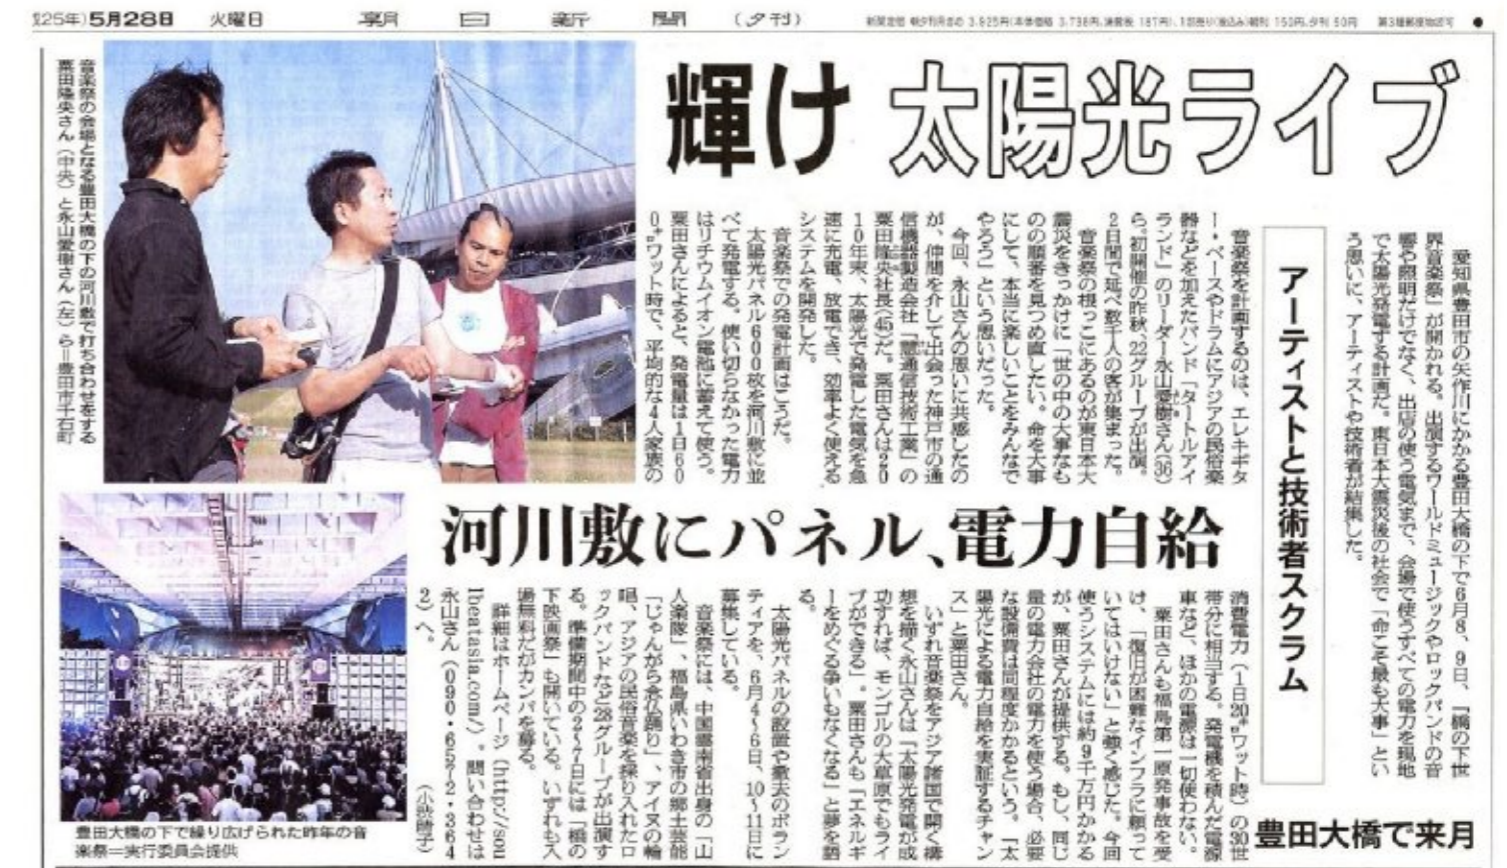 25年)5月28日 火曜日 朝日新聞 (夕刊)
輝け 太陽光ライブ
アーティストと技術者スクラム
豊田大橋で来月
河川敷にパネル、電力自給
愛知県豊田市の矢作川にかかる豊田大橋の下で6月8、9日、「橋の下世
界音楽祭」が開かれる。出演するワールドミュージックやロックバンドの音
響や照明だけでなく、出店の使う電気まで、会場で使うすべての電力を現地
で太陽光発電する計画だ。東日本大震災後の社会で「命こそ最も大事」とい
う思いに、アーティストや技術者が結集した。
音楽祭を計画するのは、エレキギタ
ー・ベースやドラムにアジアの民俗楽
器などを加えたバンド「タートルアイ
ランド」のリーダー永山愛樹さん(36)
ら。初開催の昨秋、22グループが出演。
2日間で延べ数千人の客が集まった。
音楽祭の根っこにあるのが東日本大
震災をきっかけに「世の中の大事なも
のの順番を見つめ直したい。命を大事
にして、本当に楽しいことをみんなで
やろう」という思いだった。
今回、永山さんの思いに共感したの
が、仲間を介して出会った神戸市の通
信機器製造会社「慧通信技術工業」の
粟田隆央社長(45)だ。粟田さんは20
10年末、太陽光で発電した電気を急
速に充電、放電でき、効率よく使える
システムを開発した。
音楽祭での発電計画はこうだ。
太陽光パネル600枚を河川敷に並
べて発電する。使い切らなかった電力
はリチウムイオン電池に蓄えて使う。
粟田さんによると、発電量は1日60
0㌔ワット時で、平均的な4人家族の
消費電力(1日20㌔ワット時)の30世
帯分に相当する。発電機を積んだ電源
車など、ほかの電源は一切使わない。
粟田さんも福島第一原発事故を受
け、「復旧が困難なインフラに頼って
いてはいけない」と強く感じた。今回
使うシステムには約9千万円かかる
が、粟田さんが提供する。もし、同じ
量の電力会社の電力を使う場合、必要
な設備費は同程度かかるという。「太
陽光による電力自給を実証するチャン
ス」と粟田さん。
いずれ音楽祭をアジア諸国で開く構
想を描く永山さんは「太陽光発電が成
功すれば、モンゴルの大草原でもライ
ブができる」。粟田さんも「エネルギ
ーをめぐる争いもなくなる」と夢を語
る。
太陽光パネルの設置や撤去のボラン
ティアを、6月4~6日、10~11日に
募集している。
音楽祭には、中国雲南省出身の「山
人楽隊」、福島県いわき市の郷土芸能
「じゃんがら念仏踊り」、アイヌの輪
唱、アジアの民俗音楽を採り入れたロ
ックバンドなど28グループが出演す
る。準備期間中の2~7日には「橋の
下映画祭」も開いている。いずれも入
場無料だがカンパを募る。
詳細はホームページ(http://sou
lbeatasia.com/)。問い合わせは
永山さん(090・6572・364
2)へ。
音楽祭の会場となる豊田大橋の下の河川敷で打ち合わせをする
粟田隆央さん(中央)と永山愛樹さん(左)ら=豊田市千石町
豊田大橋の下で繰り広げられた昨年の音
楽祭=実行委員会提供